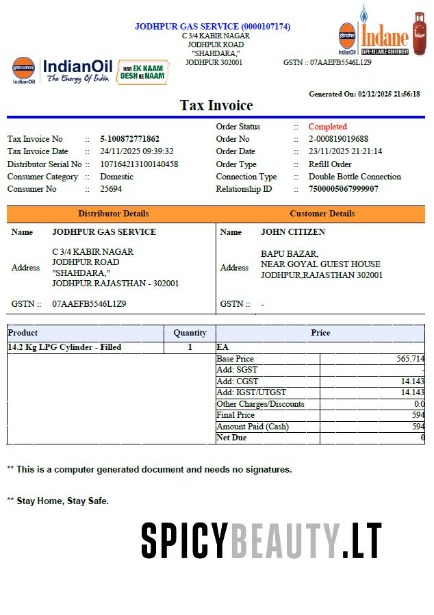 JODHPUR GAS SERVICE (0000107174)
C 3/4 KABIR NAGAR
JODHPUR ROAD
"SHAHDARA,"
JODHPUR 302001
GSTN :: 07AAEFB5546L1Z9
IndianOil
The Energy Of India
HAR EK KAAM
DESH KE NAAM
IndianOil
Indane
SAFE • RELIABLE • CONVENIENT
Generated On: 02/12/2025 21:56:18
Tax Invoice
Order Status :: Completed
Tax Invoice No :: 5-100872771862 Order No :: 2-000819019688
Tax Invoice Date :: 24/11/2025 09:39:32 Order Date :: 23/11/2025 21:21:14
Distributor Serial No :: 107164213100140458 Order Type :: Refill Order
Consumer Category :: Domestic Connection Type :: Double Bottle Connection
Consumer No :: 25694 Relationship ID :: 7500005067999907
Distributor Details Customer Details
Name JODHPUR GAS SERVICE Name JOHN CITIZEN
Address C 3/4 KABIR NAGAR
JODHPUR ROAD
"SHAHDARA,"
JODHPUR RAJASTHAN - 302001
Address BAPU BAZAR,
NEAR GOYAL GUEST HOUSE
JODHPUR,RAJASTHAN 302001
GSTN :: 07AAEFB5546L1Z9 GSTN :: -
Product Quantity Price
14.2 Kg LPG Cylinder - Filled 1 EA
Base Price 565.714
Add: SGST -
Add: CGST 14.143
Add: IGST/UTGST 14.143
Other Charges/Discounts 0.0
Final Price 594
Amount Paid (Cash) 594
Net Due 0
** This is a computer generated document and needs no signatures.
** Stay Home, Stay Safe.
SPICYBEAUTY.LT